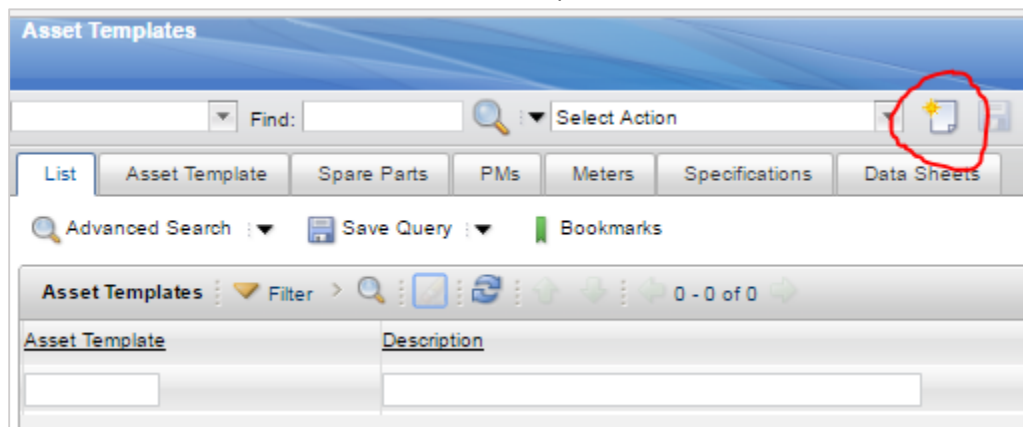 Asset Templates
Find: Select Action
List Asset Template Spare Parts PMs Meters Specifications Data Sheets
Advanced Search Save Query Bookmarks
Asset Templates Filter 0 - 0 of 0
Asset Template Description